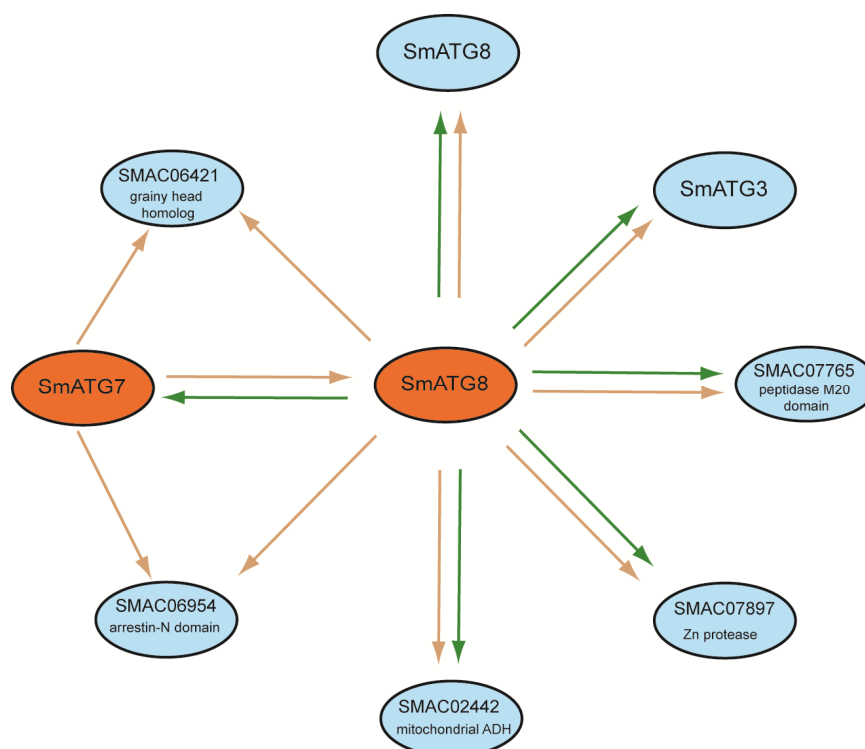 SmATG8
SMAC06421
grainy head
homolog
SmATG3
SmATG7
SmATG8
SMAC07765
peptidase M20
domain
SMAC06954
arrestin-N domain
SMAC07897
Zn protease
SMAC02442
mitochondrial ADH